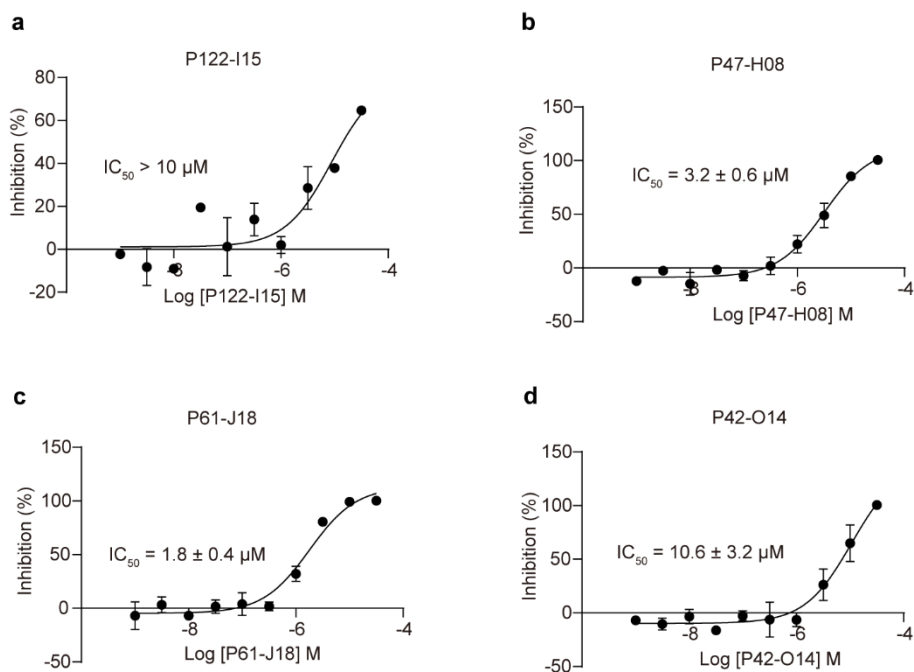 a
P122-I15
Inhibition (%)
80
60
40
20
0
-20
IC50 > 10 µM
-8
-6
-4
Log [P122-I15] M
b
P47-H08
Inhibition (%)
150
100
50
0
-50
IC50 = 3.2 ± 0.6 µM
-8
-6
-4
Log [P47-H08] M
c
P61-J18
Inhibition (%)
150
100
50
0
-50
IC50 = 1.8 ± 0.4 µM
-8
-6
-4
Log [P61-J18] M
d
P42-O14
Inhibition (%)
150
100
50
0
-50
IC50 = 10.6 ± 3.2 µM
-8
-6
-4
Log [P42-O14] M